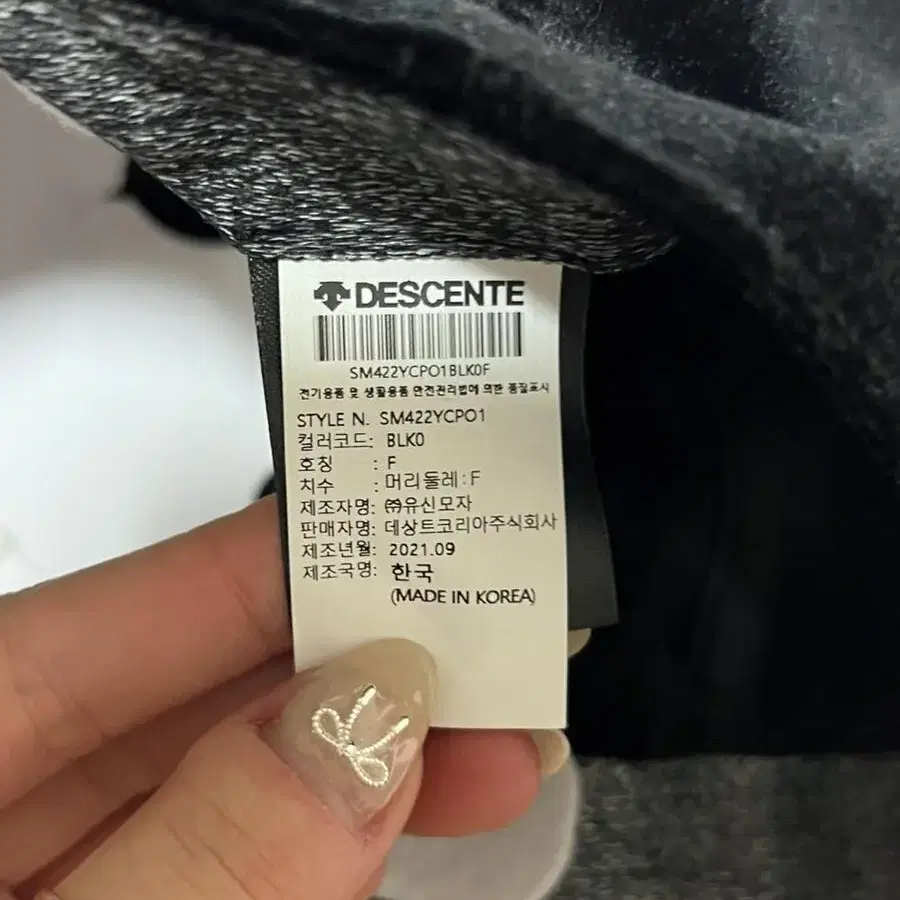 DESCENTE
SM422YCPO1BLK0F
전기용품 및 생활용품 안전관리법에 의한 품질표시
STYLE N. SM422YCPO1
컬러코드: BLK0
호칭 : F
치수 : 머리둘레:F
제조자명: ㈜유신모자
판매자명: 데상트코리아주식회사
제조년월: 2021.09
제조국명: 한국
(MADE IN KOREA)